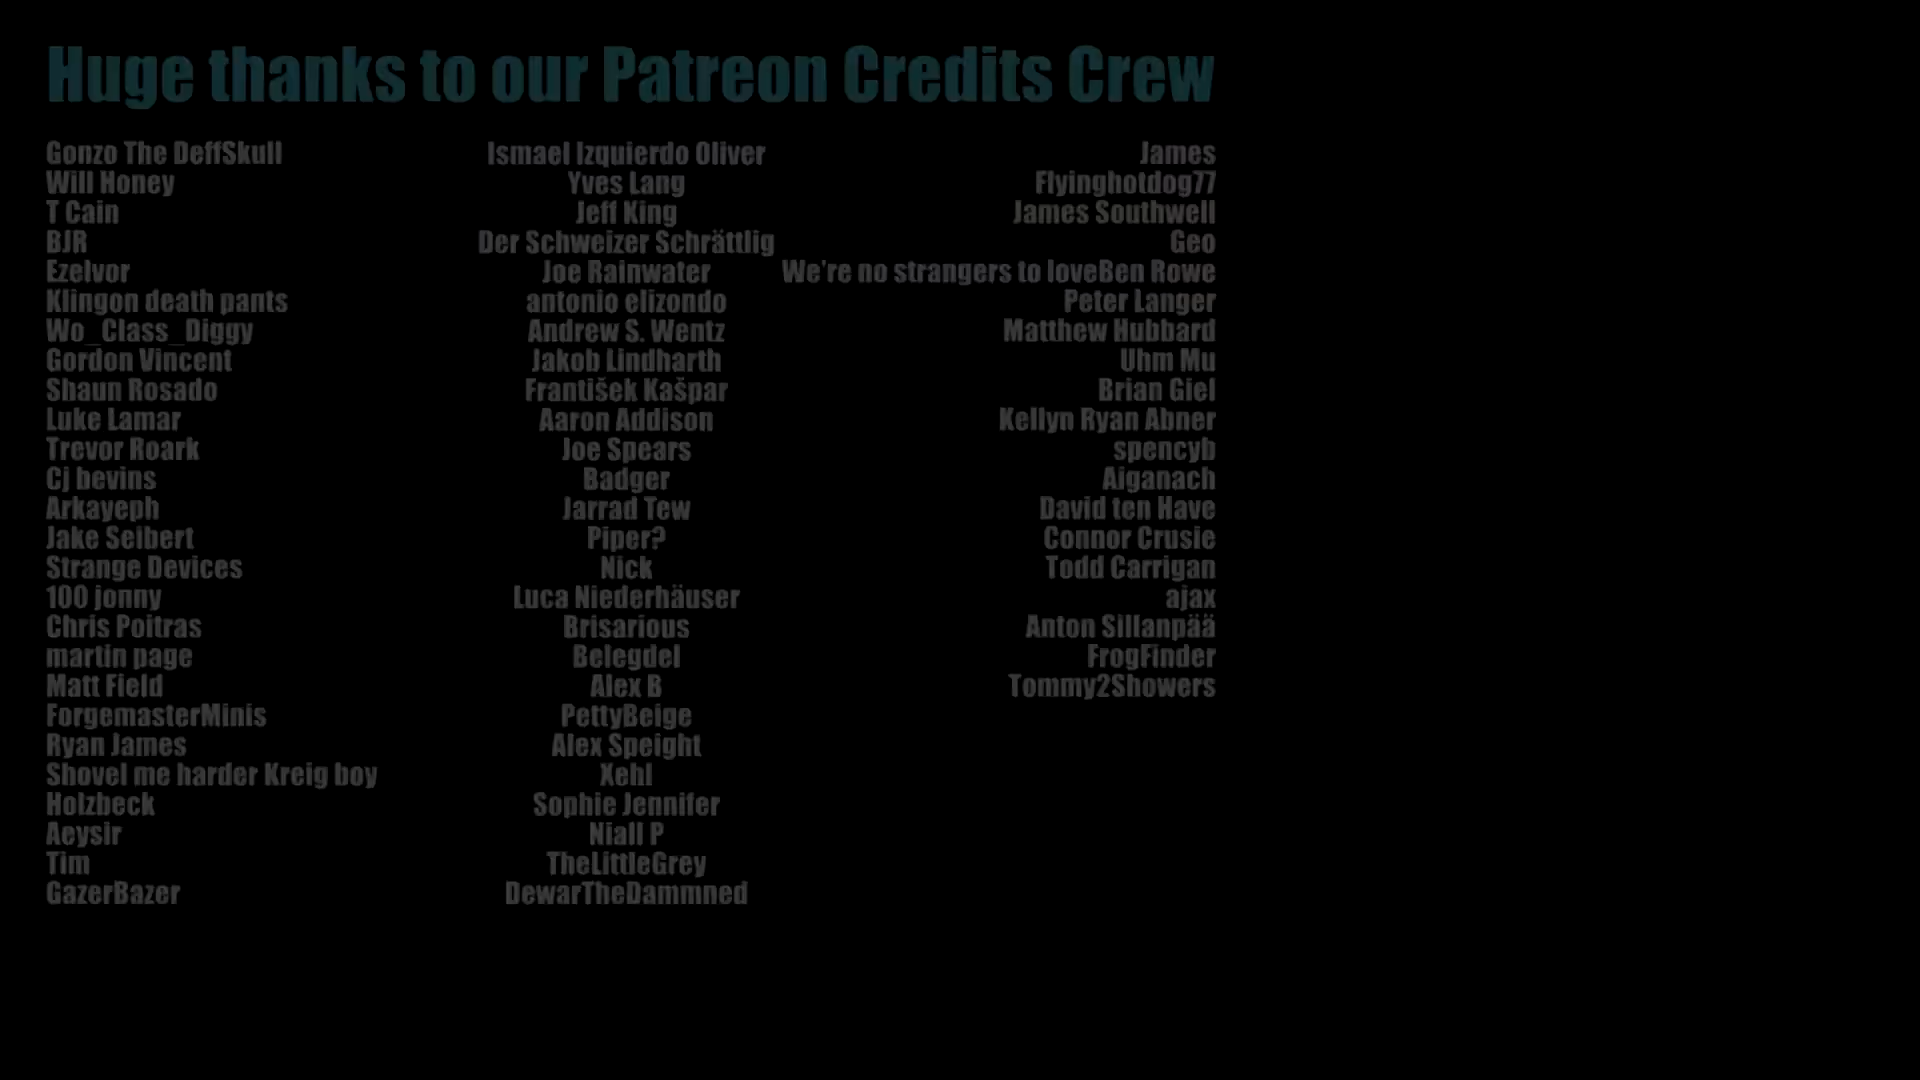 Huge thanks to our Patreon Credits Crew
Gonzo The DeffSkull
Will Honey
T Cain
BJR
Ezelvor
Klingon death pants
Wo_Class_Diggy
Gordon Vincent
Shaun Rosado
Luke Lamar
Trevor Roark
Cj bevins
Arkayeph
Jake Seibert
Strange Devices
100 jonny
Chris Poitras
martin page
Matt Field
ForgemasterMinis
Ryan James
Shovel me harder Kreig boy
Holzbeck
Aeysir
Tim
GazerBazer
Ismael Izquierdo Oliver
Yves Lang
Jeff King
Der Schweizer Schrättlig
Joe Rainwater
antonio elizondo
Andrew S. Wentz
Jakob Lindharth
František Kašpar
Aaron Addison
Joe Spears
Badger
Jarrad Tew
Piper?
Nick
Luca Niederhäuser
Brisarious
Belegdel
Alex B
PettyBeige
Alex Speight
Xehl
Sophie Jennifer
Niall P
TheLittleGrey
DewarTheDammned
James
Flyinghotdog77
James Southwell
Geo
We're no strangers to loveBen Rowe
Peter Langer
Matthew Hubbard
Uhm Mu
Brian Giel
Kellyn Ryan Abner
spencyb
Aiganach
David ten Have
Connor Crusie
Todd Carrigan
ajax
Anton Sillanpää
FrogFinder
Tommy2Showers